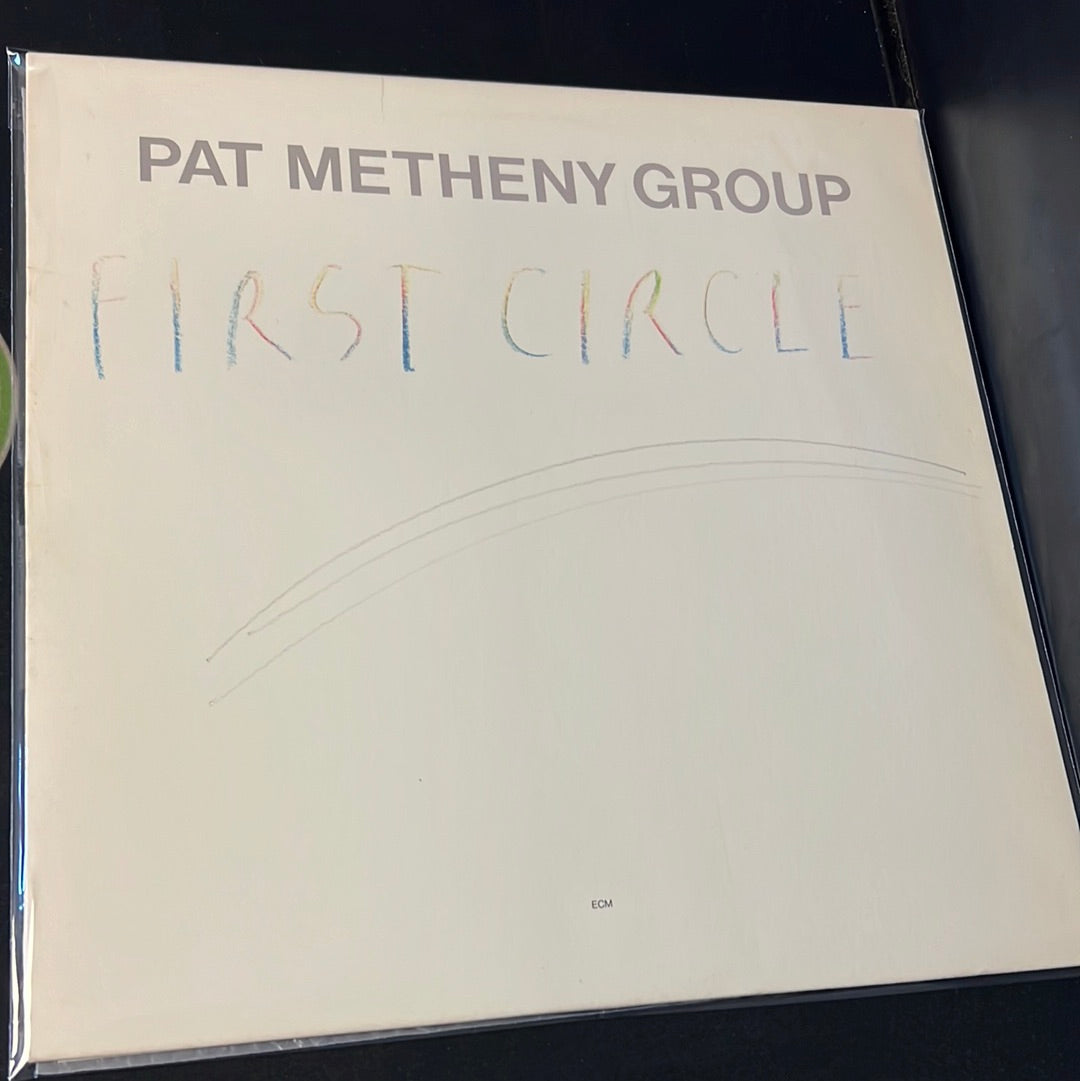 PAT METHENY GROUP
FIRST CIRCLE
ECM